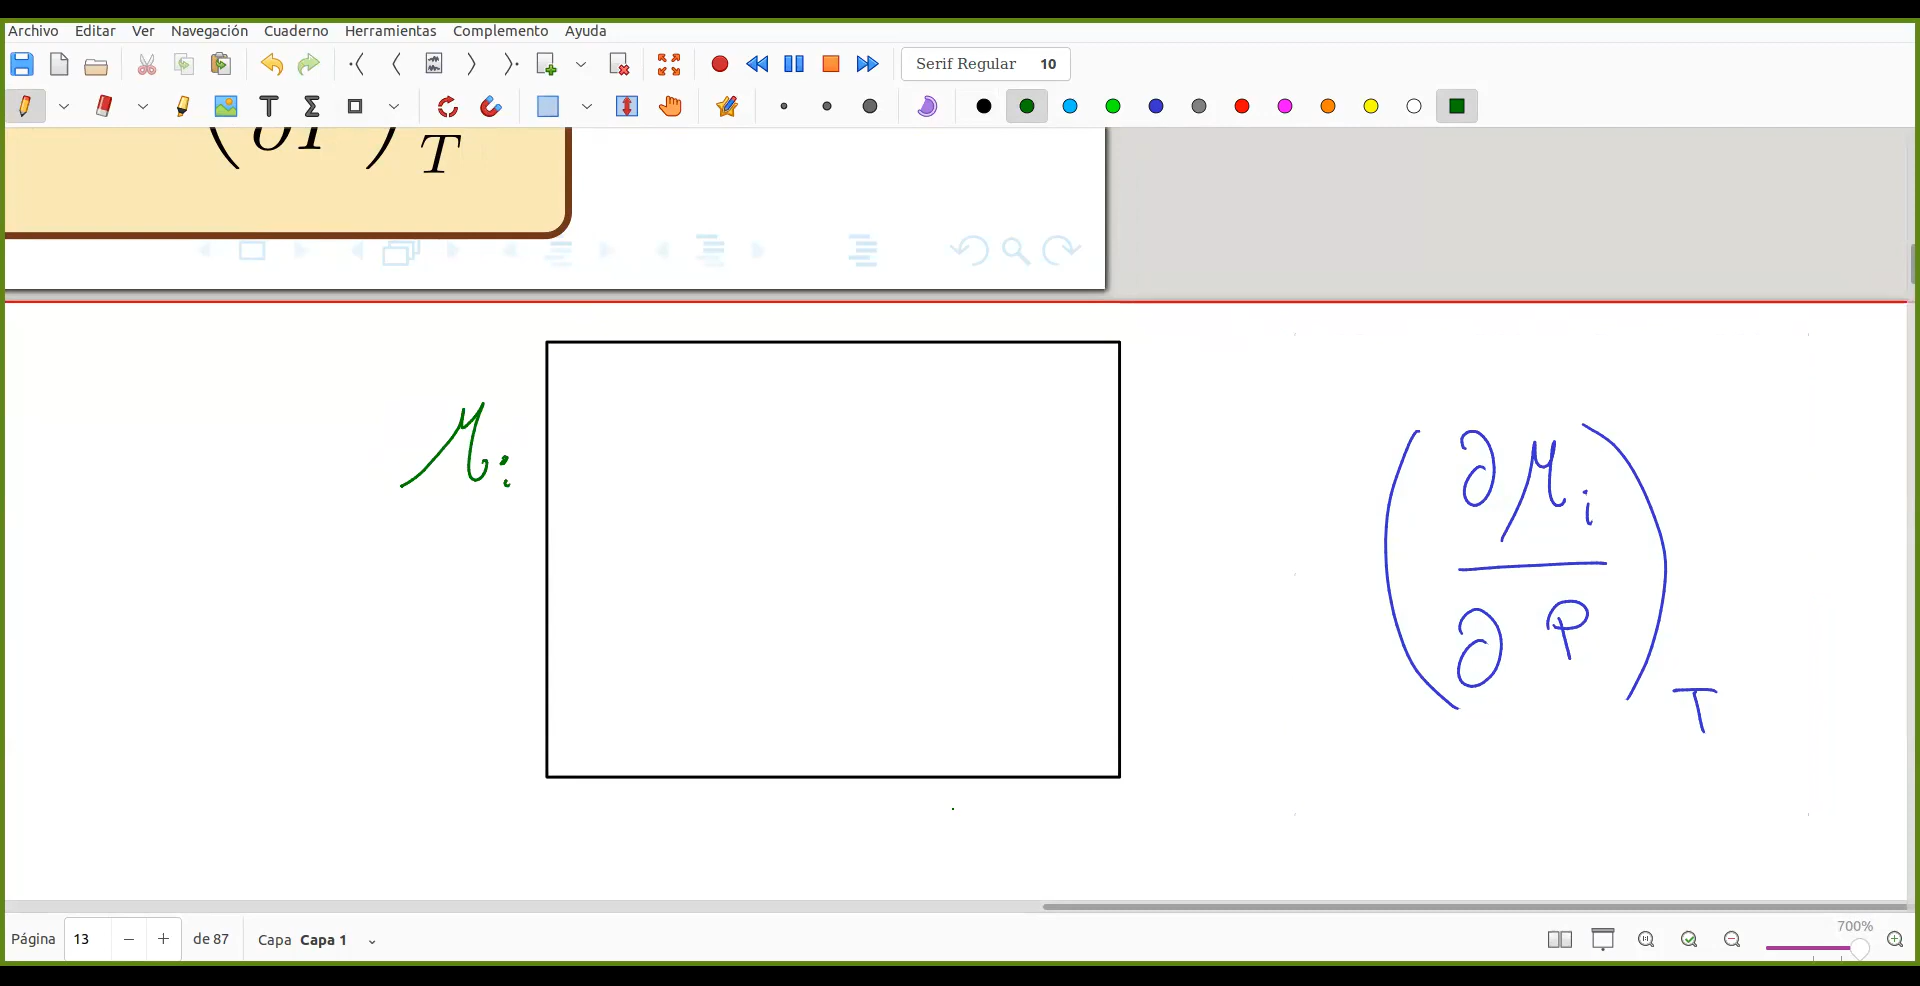 Archivo Editar Ver Navegación Cuaderno Herramientas Complemento Ayuda
Serif Regular 10
T
μi
∂μi
∂P
T
700%
Página 13 de 87 Capa Capa 1